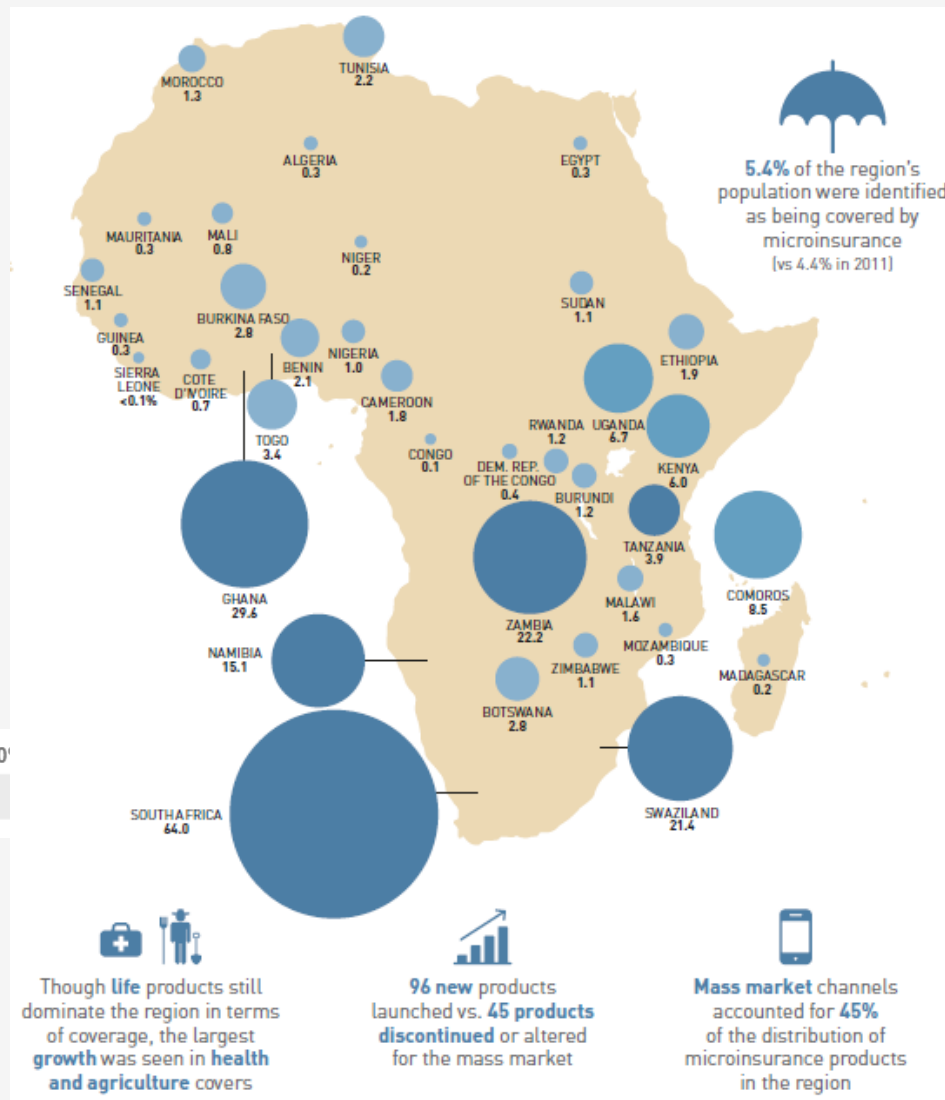 TUNISIA
2.2
MOROCCO
1.3
ALGERIA
0.3
EGYPT
0.3
5.4% of the region's
population were identified
as being covered by
microinsurance
(vs 4.4% in 2011)
MAURITANIA
0.3
MALI
0.8
NIGER
0.2
SENEGAL
1.1
SUDAN
1.1
BURKINA FASO
2.8
GUINEA
0.3
SIERRA
LEONE
<0.1%
COTE
D'IVOIRE
0.7
BENIN
2.1
NIGERIA
1.0
ETHIOPIA
1.9
CAMEROON
1.8
TOGO
3.4
RWANDA
1.2
UGANDA
6.7
CONGO
0.1
DEM. REP.
OF THE CONGO
0.4
KENYA
6.0
BURUNDI
1.2
TANZANIA
3.9
GHANA
29.6
COMOROS
8.5
MALAWI
1.6
ZAMBIA
22.2
NAMIBIA
15.1
MOZAMBIQUE
0.3
ZIMBABWE
1.1
MADAGASCAR
0.2
BOTSWANA
2.8
SOUTH AFRICA
64.0
SWAZILAND
21.4
Though life products still
dominate the region in terms
of coverage, the largest
growth was seen in health
and agriculture covers
96 new products
launched vs. 45 products
discontinued or altered
for the mass market
Mass market channels
accounted for 45%
of the distribution of
microinsurance products
in the region